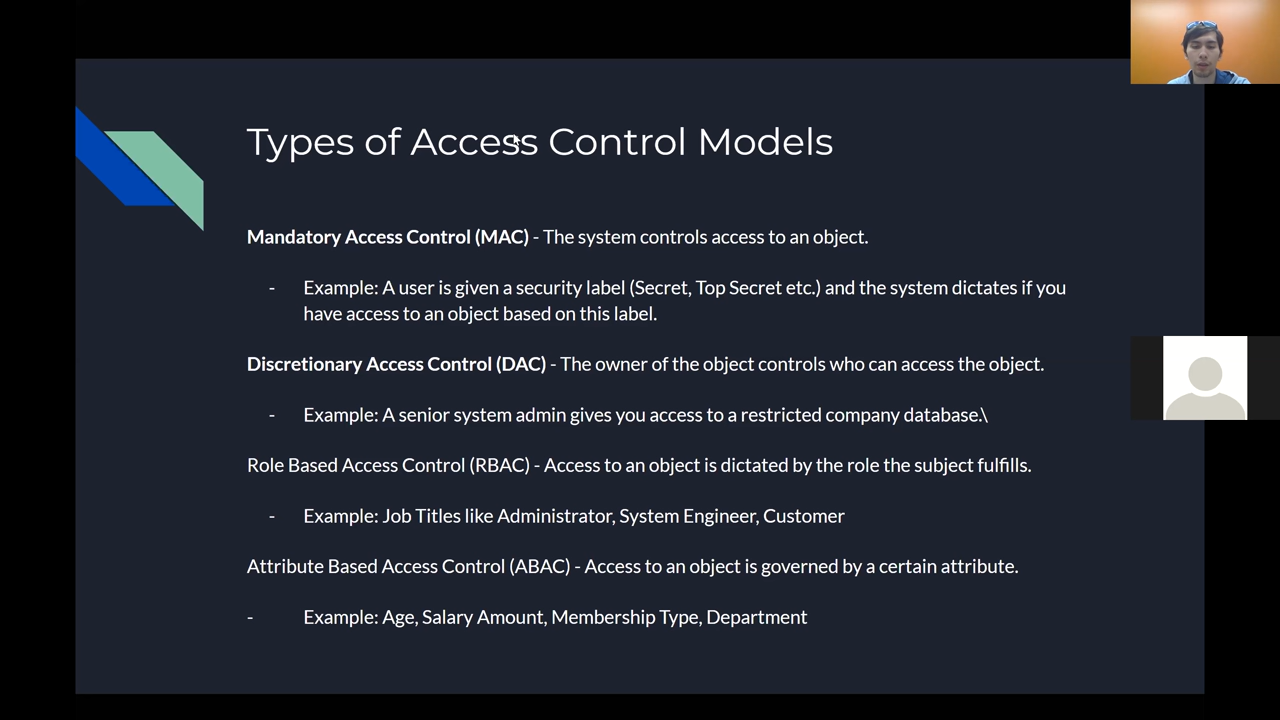 Types of Access Control Models
Mandatory Access Control (MAC) - The system controls access to an object.
- Example: A user is given a security label (Secret, Top Secret etc.) and the system dictates if you
have access to an object based on this label.
Discretionary Access Control (DAC) - The owner of the object controls who can access the object.
- Example: A senior system admin gives you access to a restricted company database.\
Role Based Access Control (RBAC) - Access to an object is dictated by the role the subject fulfills.
- Example: Job Titles like Administrator, System Engineer, Customer
Attribute Based Access Control (ABAC) - Access to an object is governed by a certain attribute.
- Example: Age, Salary Amount, Membership Type, Department